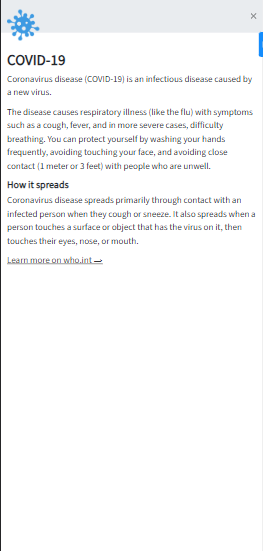 ×
COVID-19
Coronavirus disease (COVID-19) is an infectious disease caused by
a new virus.
The disease causes respiratory illness (like the flu) with symptoms
such as a cough, fever, and in more severe cases, difficulty
breathing. You can protect yourself by washing your hands
frequently, avoiding touching your face, and avoiding close
contact (1 meter or 3 feet) with people who are unwell.
How it spreads
Coronavirus disease spreads primarily through contact with an
infected person when they cough or sneeze. It also spreads when a
person touches a surface or object that has the virus on it, then
touches their eyes, nose, or mouth.
Learn more on who.int